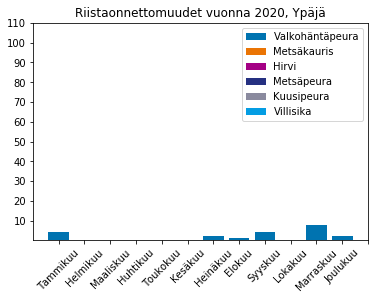 Riistaonnettomuudet vuonna 2020, Ypäjä
110
100
90
80
70
60
50
40
30
20
10
Valkohäntäpeura
Metsäkauris
Hirvi
Metsäpeura
Kuusipeura
Villisika
Tammikuu
Helmikuu
Maaliskuu
Huhtikuu
Toukokuu
Kesäkuu
Heinäkuu
Elokuu
Syyskuu
Lokakuu
Marraskuu
Joulukuu